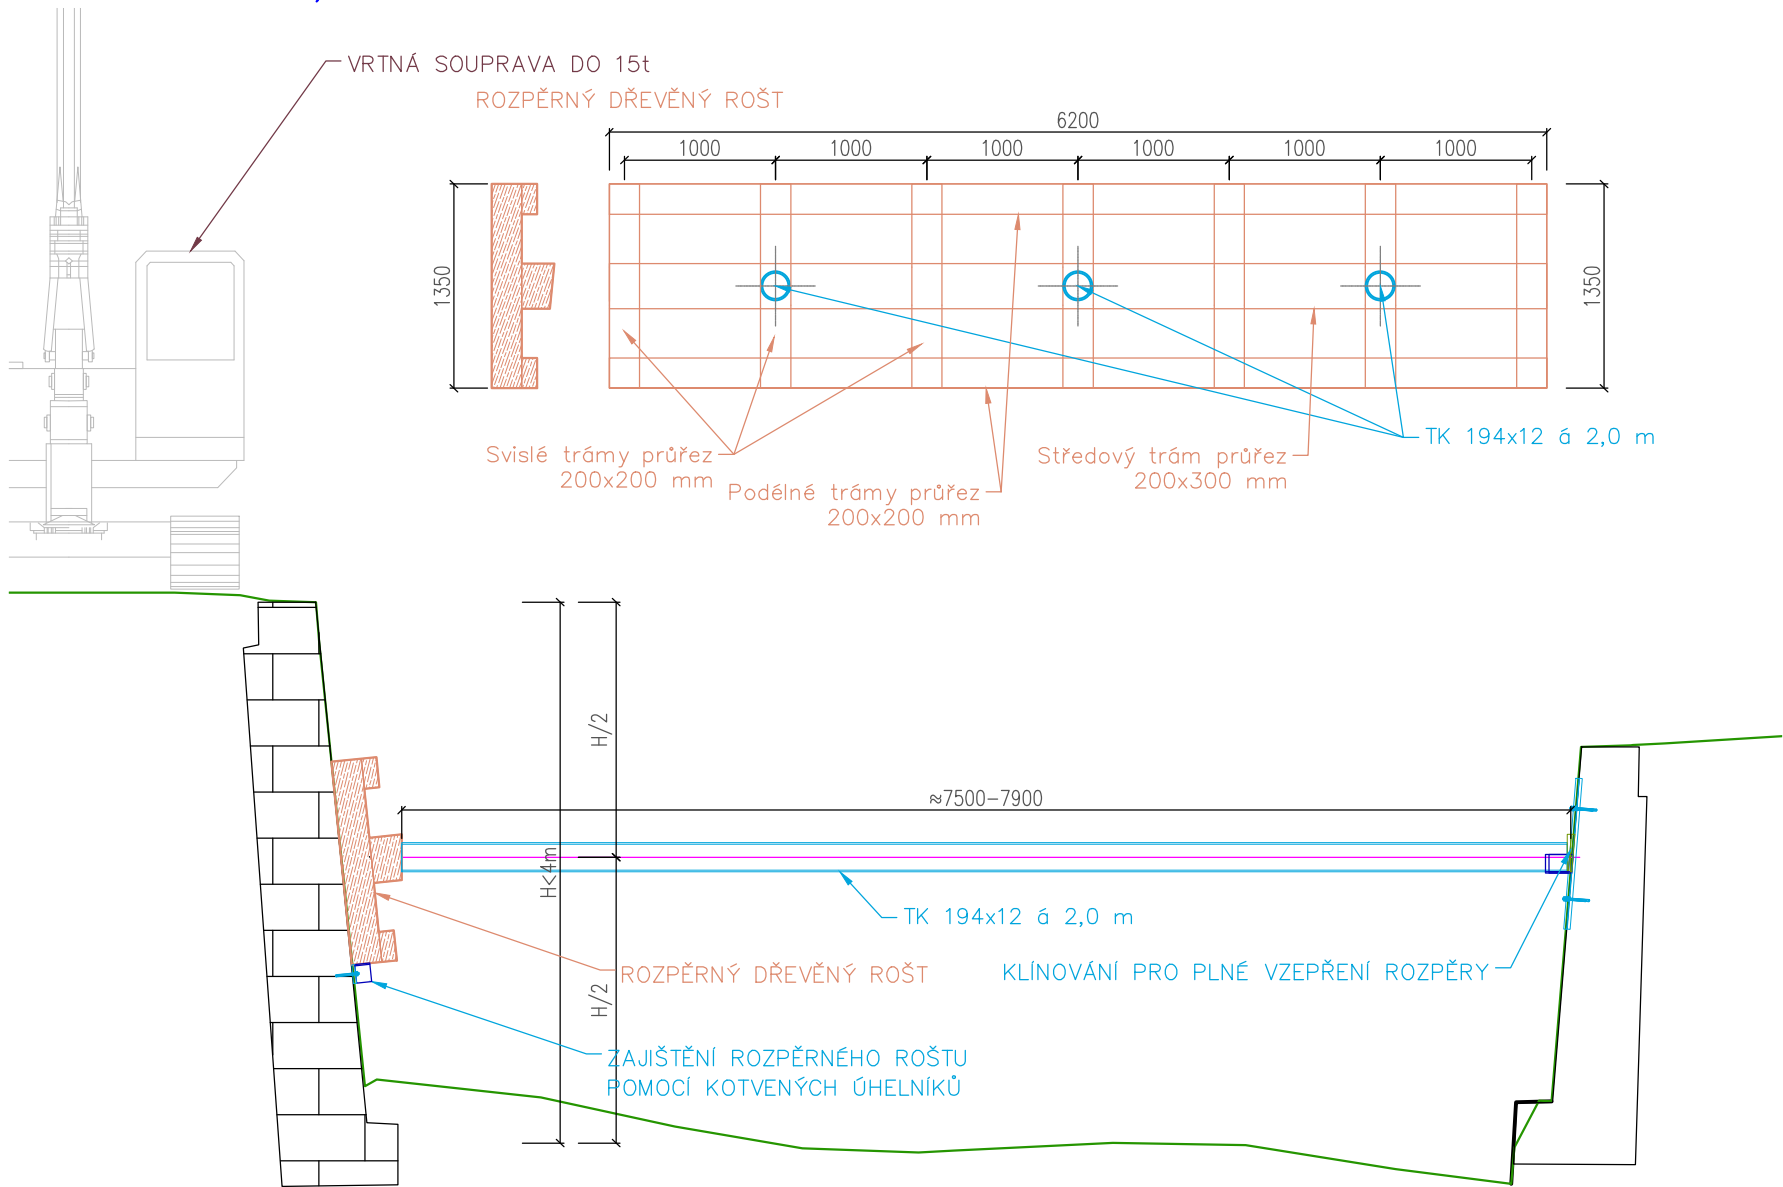 VRTNÁ SOUPRAVA DO 15t
ROZPĚRNÝ DŘEVĚNÝ ROŠT
6200
1000
1000
1000
1000
1000
1000
1350
1350
TK 194x12 á 2,0 m
Svislé trámy průřez
200x200 mm
Podélné trámy průřez
200x200 mm
Středový trám průřez
200x300 mm
H/2
≈7500-7900
H<4m
TK 194x12 á 2,0 m
ROZPĚRNÝ DŘEVĚNÝ ROŠT
KLÍNOVÁNÍ PRO PLNÉ VZEPŘENÍ ROZPĚRY
H/2
ZAJIŠTĚNÍ ROZPĚRNÉHO ROŠTU
POMOCÍ KOTVENÝCH ÚHELNÍKŮ